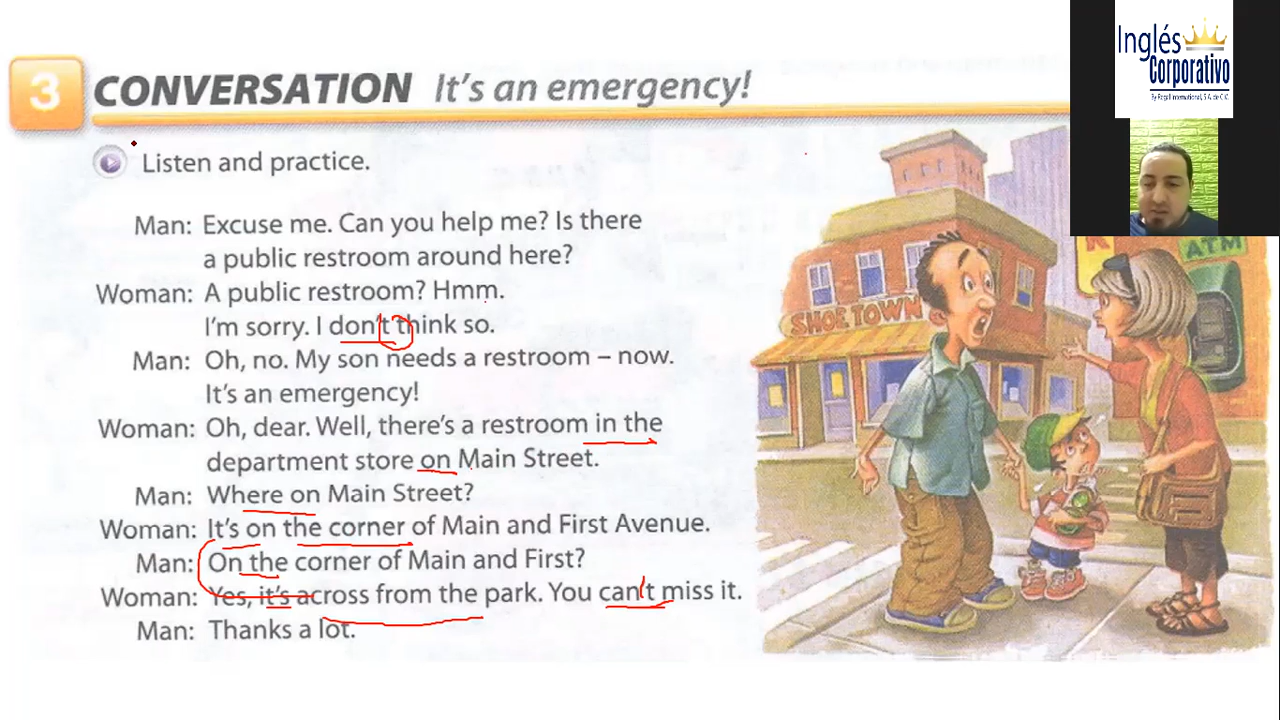 Inglés
Corporativo
By Regall International, S.A. de C.V.
3 CONVERSATION It's an emergency!
Listen and practice.
Man: Excuse me. Can you help me? Is there
a public restroom around here?
Woman: A public restroom? Hmm.
I'm sorry. I don't think so.
Man: Oh, no. My son needs a restroom – now.
It's an emergency!
Woman: Oh, dear. Well, there's a restroom in the
department store on Main Street.
Man: Where on Main Street?
Woman: It's on the corner of Main and First Avenue.
Man: On the corner of Main and First?
Woman: Yes, it's across from the park. You can't miss it.
Man: Thanks a lot.
SHOE TOWN
ATM